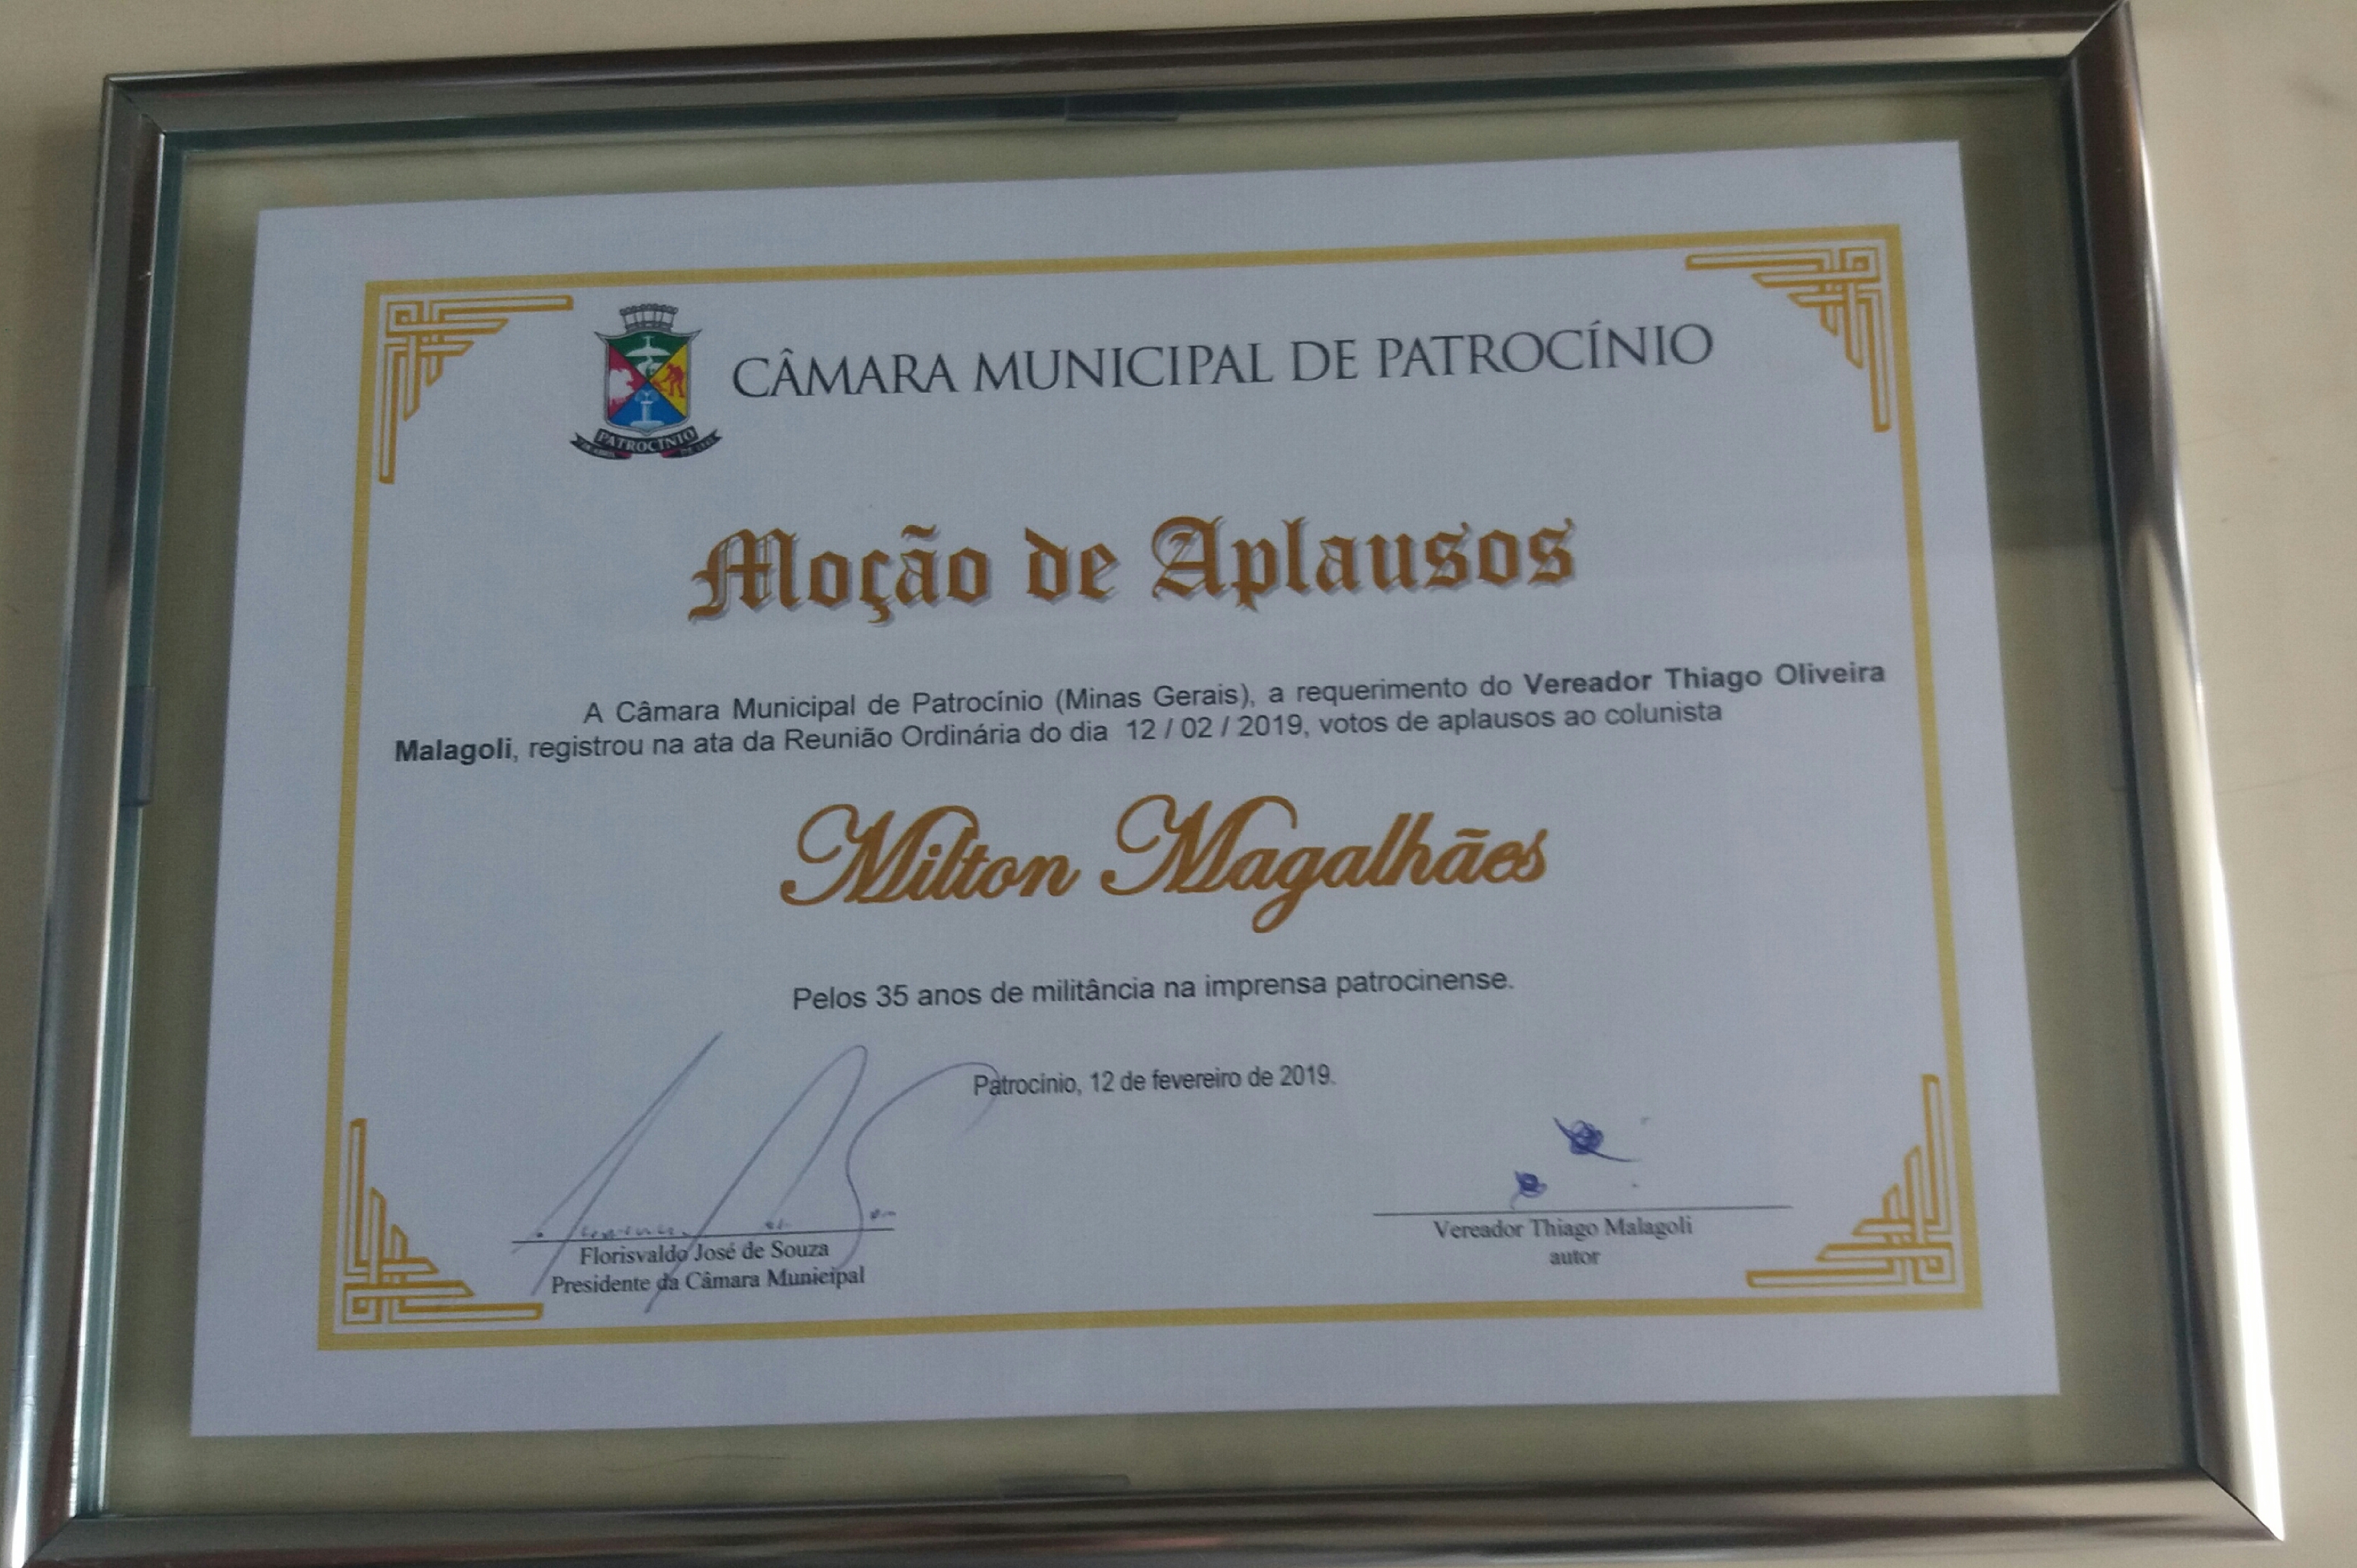 CÂMARA MUNICIPAL DE PATROCÍNIO
PATROCÍNIO
Moção de Aplausos
A Câmara Municipal de Patrocínio (Minas Gerais), a requerimento do Vereador Thiago Oliveira
Malagoli, registrou na ata da Reunião Ordinária do dia 12 / 02 / 2019, votos de aplausos ao colunista
Milton Magalhães
Pelos 35 anos de militância na imprensa patrocinense.
Patrocínio, 12 de fevereiro de 2019.
Florisvaldo José de Souza
Presidente da Câmara Municipal
Vereador Thiago Malagoli
autor